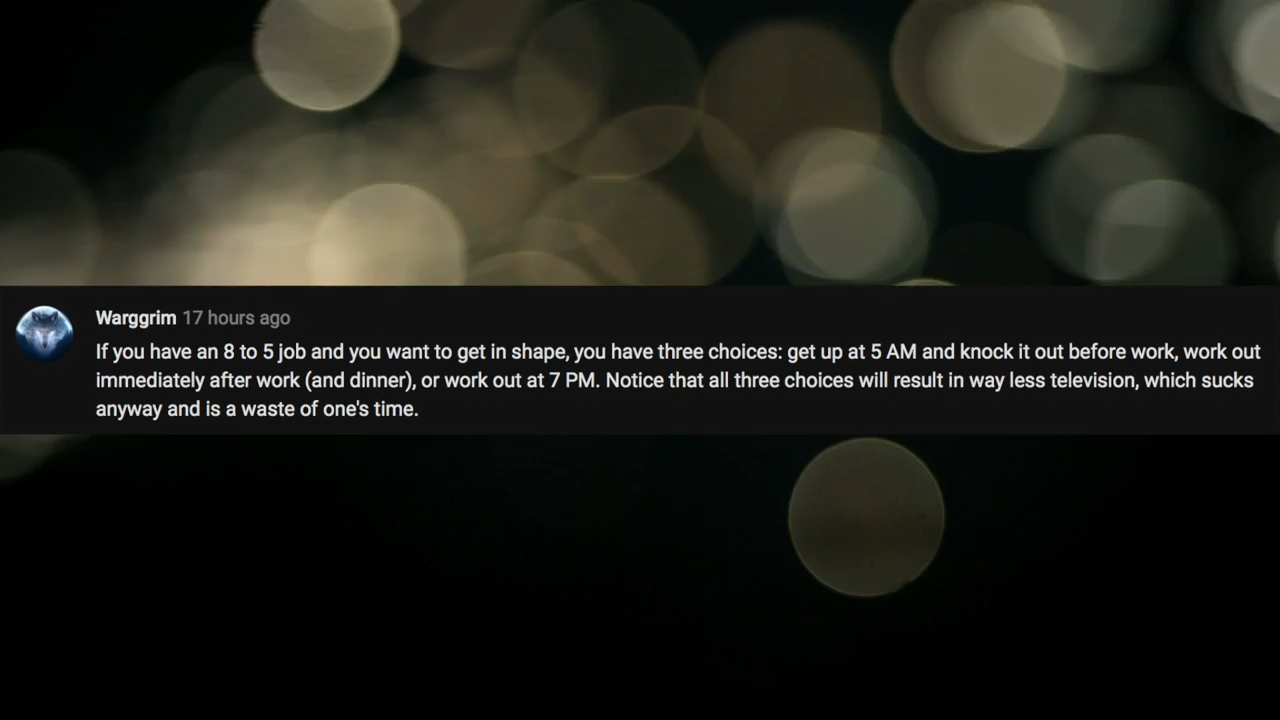 Warggrim 17 hours ago
If you have an 8 to 5 job and you want to get in shape, you have three choices: get up at 5 AM and knock it out before work, work out
immediately after work (and dinner), or work out at 7 PM. Notice that all three choices will result in way less television, which sucks
anyway and is a waste of one's time.